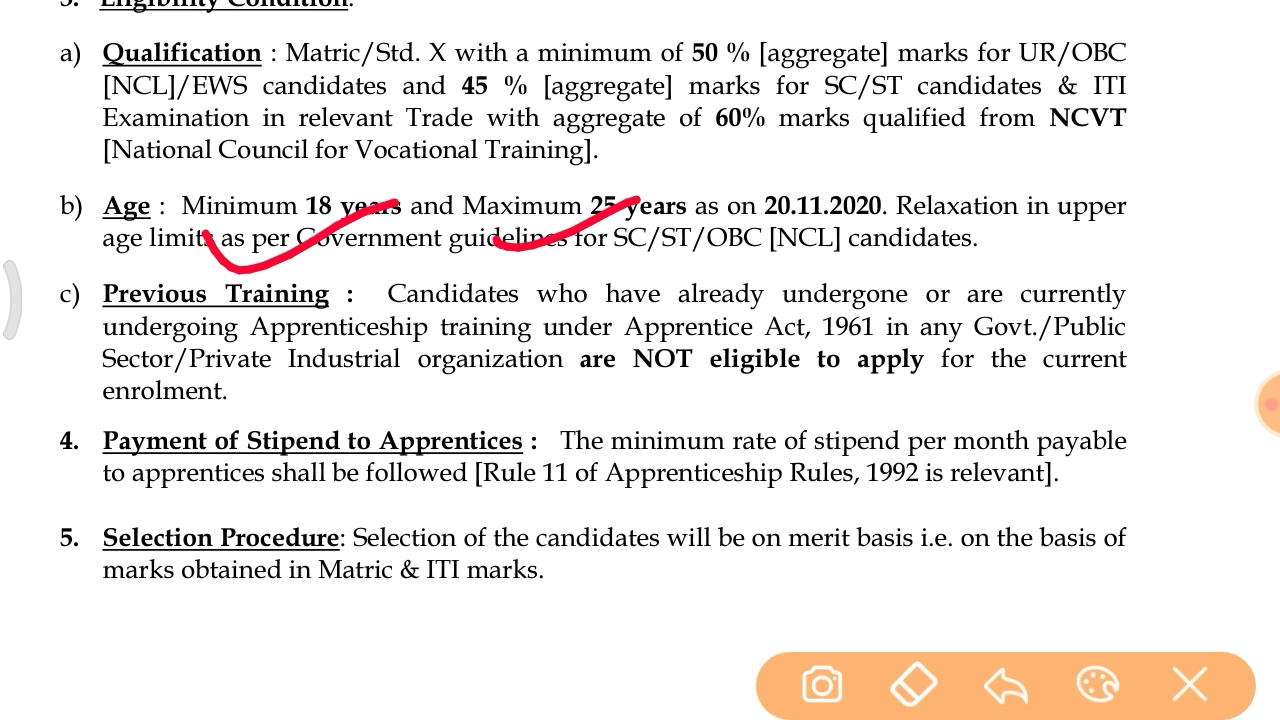 3. Eligibility Condition:
a) Qualification : Matric/Std. X with a minimum of 50 % [aggregate] marks for UR/OBC
[NCL]/EWS candidates and 45 % [aggregate] marks for SC/ST candidates & ITI
Examination in relevant Trade with aggregate of 60% marks qualified from NCVT
[National Council for Vocational Training].
b) Age : Minimum 18 years and Maximum 25 years as on 20.11.2020. Relaxation in upper
age limits as per Government guidelines for SC/ST/OBC [NCL] candidates.
c) Previous Training : Candidates who have already undergone or are currently
undergoing Apprenticeship training under Apprentice Act, 1961 in any Govt./Public
Sector/Private Industrial organization are NOT eligible to apply for the current
enrolment.
4. Payment of Stipend to Apprentices : The minimum rate of stipend per month payable
to apprentices shall be followed [Rule 11 of Apprenticeship Rules, 1992 is relevant].
5. Selection Procedure: Selection of the candidates will be on merit basis i.e. on the basis of
marks obtained in Matric & ITI marks.